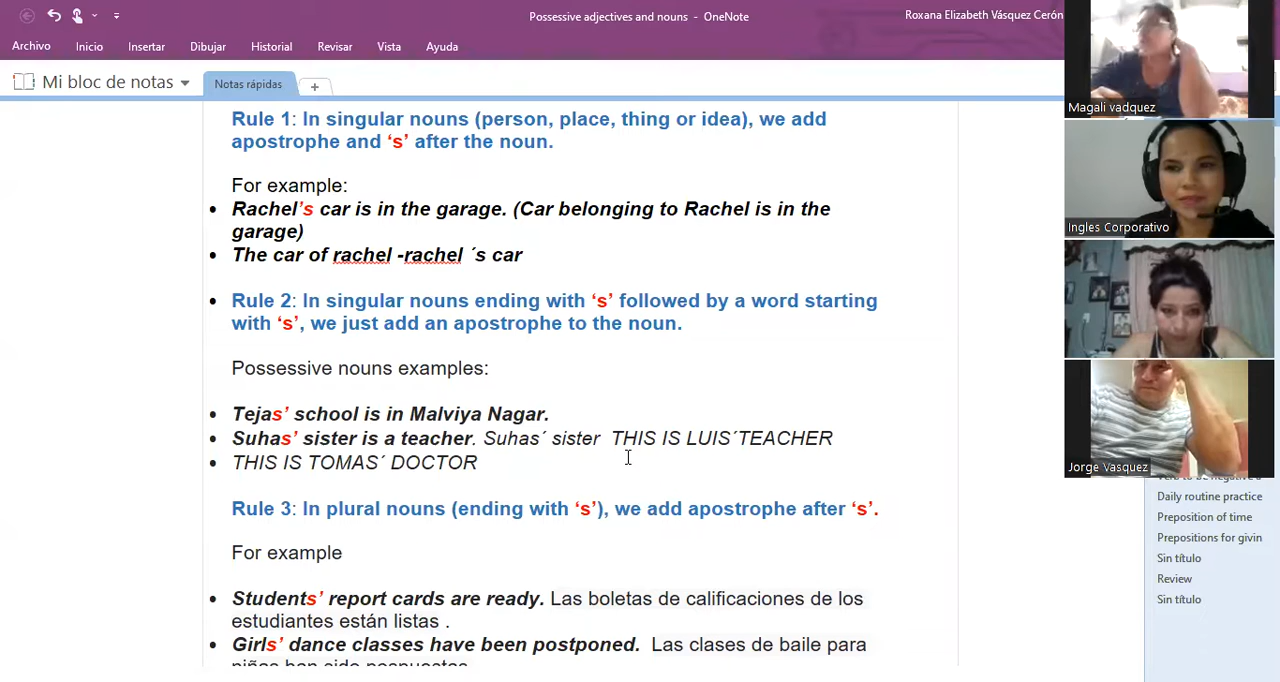 Possessive adjectives and nouns - OneNote
Roxana Elizabeth Vásquez Cerón
Archivo Inicio Insertar Dibujar Historial Revisar Vista Ayuda
Mi bloc de notas
Notas rápidas
+
Rule 1: In singular nouns (person, place, thing or idea), we add
apostrophe and ‘s’ after the noun.
For example:
• Rachel’s car is in the garage. (Car belonging to Rachel is in the
garage)
• The car of rachel -rachel ´s car
• Rule 2: In singular nouns ending with ‘s’ followed by a word starting
with ‘s’, we just add an apostrophe to the noun.
Possessive nouns examples:
• Tejas’ school is in Malviya Nagar.
• Suhas’ sister is a teacher. Suhas´ sister THIS IS LUIS´TEACHER
• THIS IS TOMAS´ DOCTOR
Rule 3: In plural nouns (ending with ‘s’), we add apostrophe after ‘s’.
For example
• Students’ report cards are ready. Las boletas de calificaciones de los
estudiantes están listas .
• Girls’ dance classes have been postponed. Las clases de baile para
niñas han sido pospuestas
Magali vadquez
Ingles Corporativo
Jorge Vasquez
Daily routine practice
Preposition of time
Prepositions for givin
Sin título
Review
Sin título